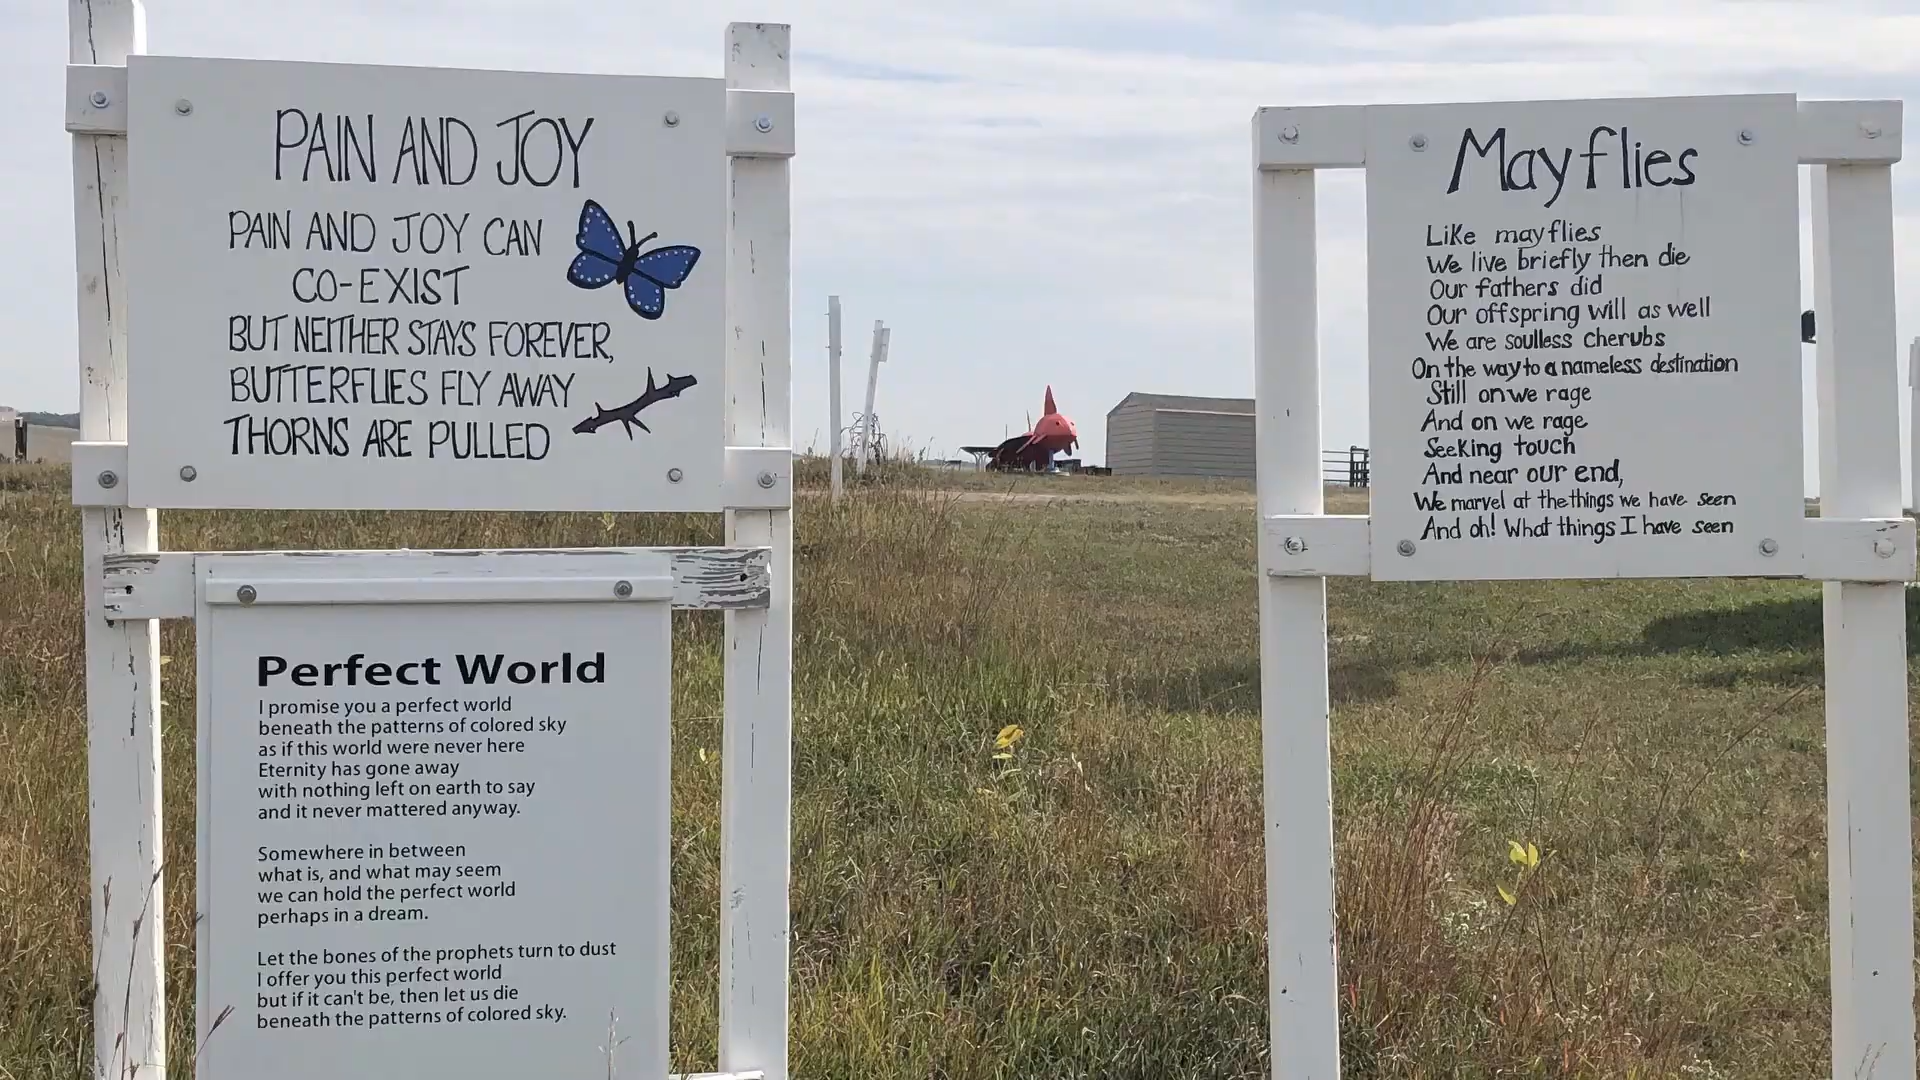 PAIN AND JOY
PAIN AND JOY CAN
CO-EXIST
BUT NEITHER STAYS FOREVER,
BUTTERFLIES FLY AWAY
THORNS ARE PULLED
Perfect World
I promise you a perfect world
beneath the patterns of colored sky
as if this world were never here
Eternity has gone away
with nothing left on earth to say
and it never mattered anyway.
Somewhere in between
what is, and what may seem
we can hold the perfect world
perhaps in a dream.
Let the bones of the prophets turn to dust
I offer you this perfect world
but if it can't be, then let us die
beneath the patterns of colored sky.
Mayflies
Like mayflies
We live briefly then die
Our fathers did
Our offspring will as well
We are soulless cherubs
On the way to a nameless destination
Still on we rage
And on we rage
Seeking touch
And near our end,
We marvel at the things we have seen
And oh! What things I have seen